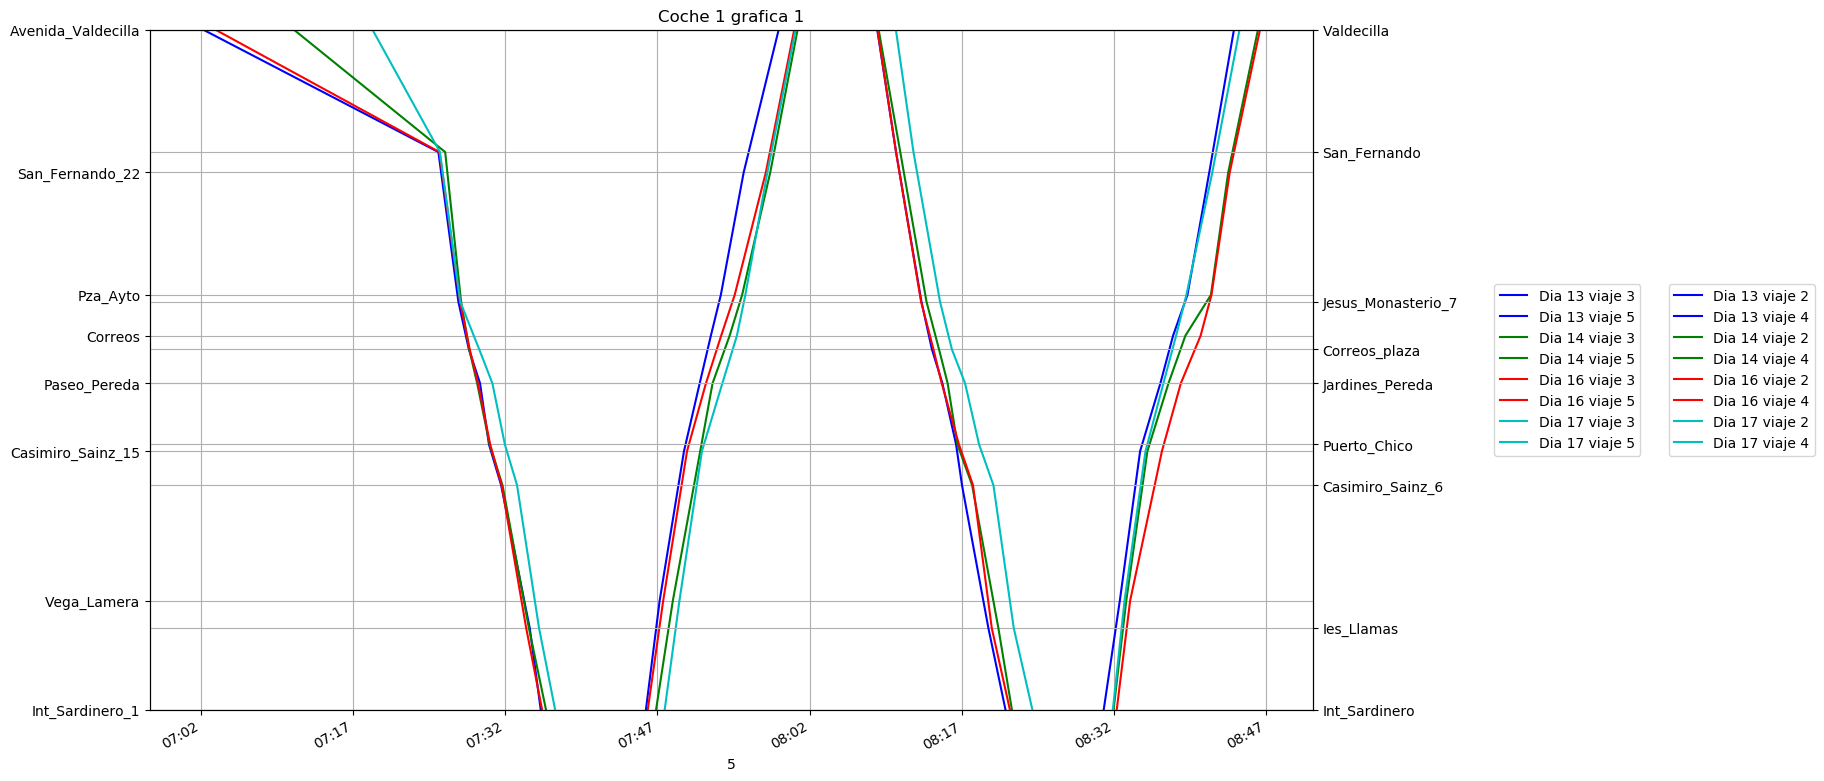 Coche 1 grafica 1
Avenida_Valdecilla
San_Fernando_22
Pza_Ayto
Correos
Paseo_Pereda
Casimiro_Sainz_15
Vega_Lamera
Int_Sardinero_1
Valdecilla
San_Fernando
Jesus_Monasterio_7
Correos_plaza
Jardines_Pereda
Puerto_Chico
Casimiro_Sainz_6
Ies_Llamas
Int_Sardinero
07:02
07:17
07:32
07:47
08:02
08:17
08:32
08:47
5
Dia 13 viaje 3
Dia 13 viaje 5
Dia 14 viaje 3
Dia 14 viaje 5
Dia 16 viaje 3
Dia 16 viaje 5
Dia 17 viaje 3
Dia 17 viaje 5
Dia 13 viaje 2
Dia 13 viaje 4
Dia 14 viaje 2
Dia 14 viaje 4
Dia 16 viaje 2
Dia 16 viaje 4
Dia 17 viaje 2
Dia 17 viaje 4